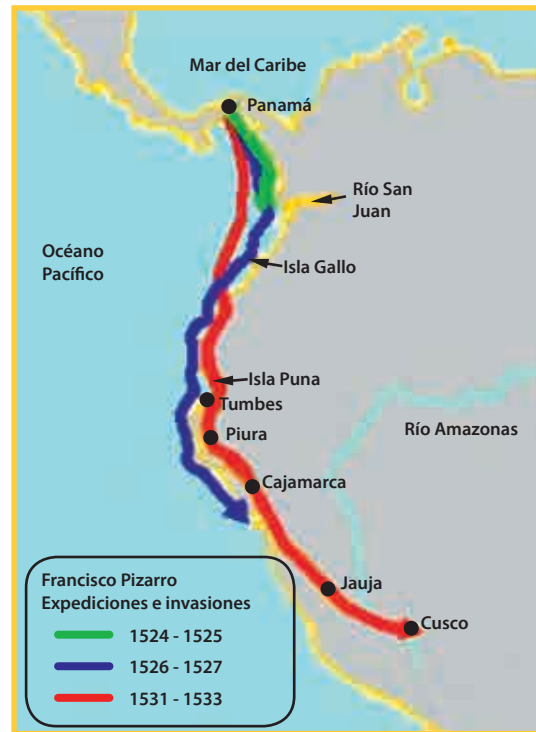 Mar del Caribe
Panamá
Río San
Juan
Océano
Pacífico
Isla Gallo
Isla Puna
Tumbes
Piura
Río Amazonas
Cajamarca
Jauja
Cusco
Francisco Pizarro
Expediciones e invasiones
1524 - 1525
1526 - 1527
1531 - 1533